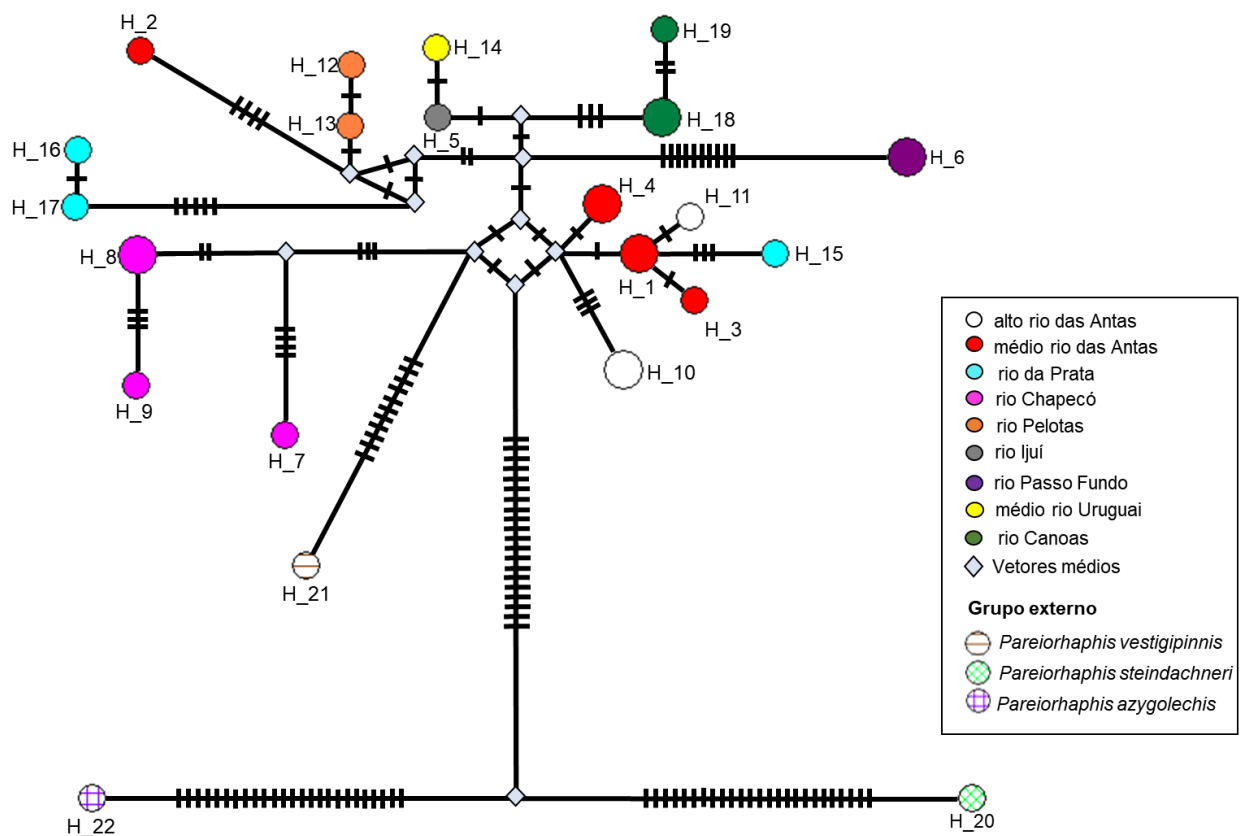 H_2
H_14
H_19
H_12
H_13
H_5
H_18
H_16
H_6
H_17
H_4
H_11
H_8
H_1
H_15
H_3
H_10
H_9
H_7
H_21
H_22
H_20
alto rio das Antas
médio rio das Antas
rio da Prata
rio Chapecó
rio Pelotas
rio Ijuí
rio Passo Fundo
médio rio Uruguai
rio Canoas
Vetores médios
Grupo externo
Pareiorhaphis vestigipinnis
Pareiorhaphis steindachneri
Pareiorhaphis azygolechis